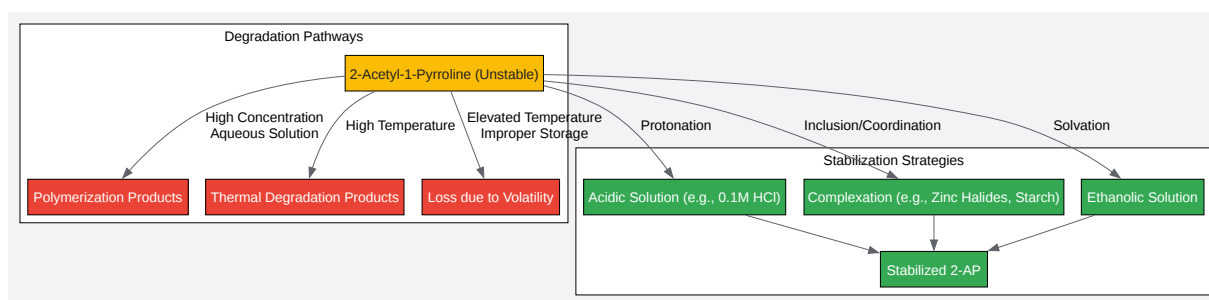 Degradation Pathways
2-Acetyl-1-Pyrroline (Unstable)
High Concentration
Aqueous Solution
High Temperature
Elevated Temperature
Improper Storage
Protonation
Inclusion/Coordination
Solvation
Stabilization Strategies
Polymerization Products
Thermal Degradation Products
Loss due to Volatility
Acidic Solution (e.g., 0.1M HCl)
Complexation (e.g., Zinc Halides, Starch)
Ethanolic Solution
Stabilized 2-AP